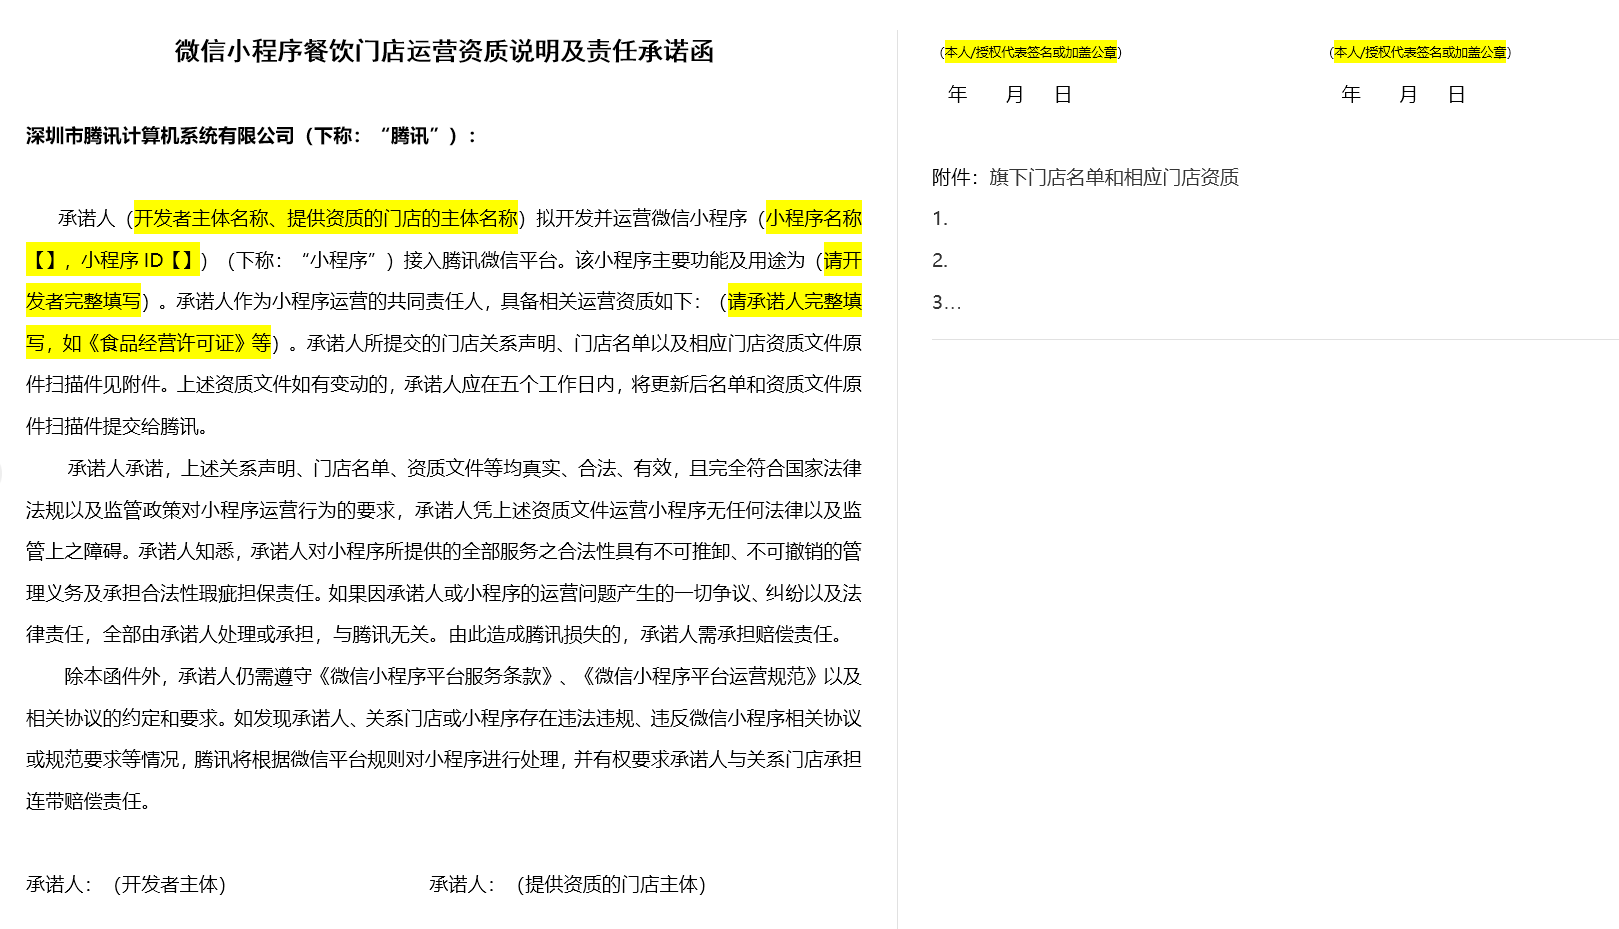 微信小程序餐饮门店运营资质说明及责任承诺函
深圳市腾讯计算机系统有限公司（下称：“腾讯”）：
承诺人（开发者主体名称、提供资质的门店的主体名称）拟开发并运营微信小程序（小程序名称
【】，小程序 ID【】）（下称：“小程序”）接入腾讯微信平台。该小程序主要功能及用途为（请开
发者完整填写）。承诺人作为小程序运营的共同责任人，具备相关运营资质如下：（请承诺人完整填
写，如《食品经营许可证》等）。承诺人所提交的门店关系声明、门店名单以及相应门店资质文件原
件扫描件见附件。上述资质文件如有变动的，承诺人应在五个工作日内，将更新后名单和资质文件原
件扫描件提交给腾讯。
承诺人承诺，上述关系声明、门店名单、资质文件等均真实、合法、有效，且完全符合国家法律
法规以及监管政策对小程序运营行为的要求，承诺人凭上述资质文件运营小程序无任何法律以及监
管上之障碍。承诺人知悉，承诺人对小程序所提供的全部服务之合法性具有不可推卸、不可撤销的管
理义务及承担合法性瑕疵担保责任。如果因承诺人或小程序的运营问题产生的一切争议、纠纷以及法
律责任，全部由承诺人处理或承担，与腾讯无关。由此造成腾讯损失的，承诺人需承担赔偿责任。
除本函件外，承诺人仍需遵守《微信小程序平台服务条款》、《微信小程序平台运营规范》以及
相关协议的约定和要求。如发现承诺人、关系门店或小程序存在违法违规、违反微信小程序相关协议
或规范要求等情况，腾讯将根据微信平台规则对小程序进行处理，并有权要求承诺人与关系门店承担
连带赔偿责任。
承诺人：（开发者主体） 承诺人：（提供资质的门店主体）
（本人/授权代表签名或加盖公章） （本人/授权代表签名或加盖公章）
年 月 日 年 月 日
附件：旗下门店名单和相应门店资质
1.
2.
3...